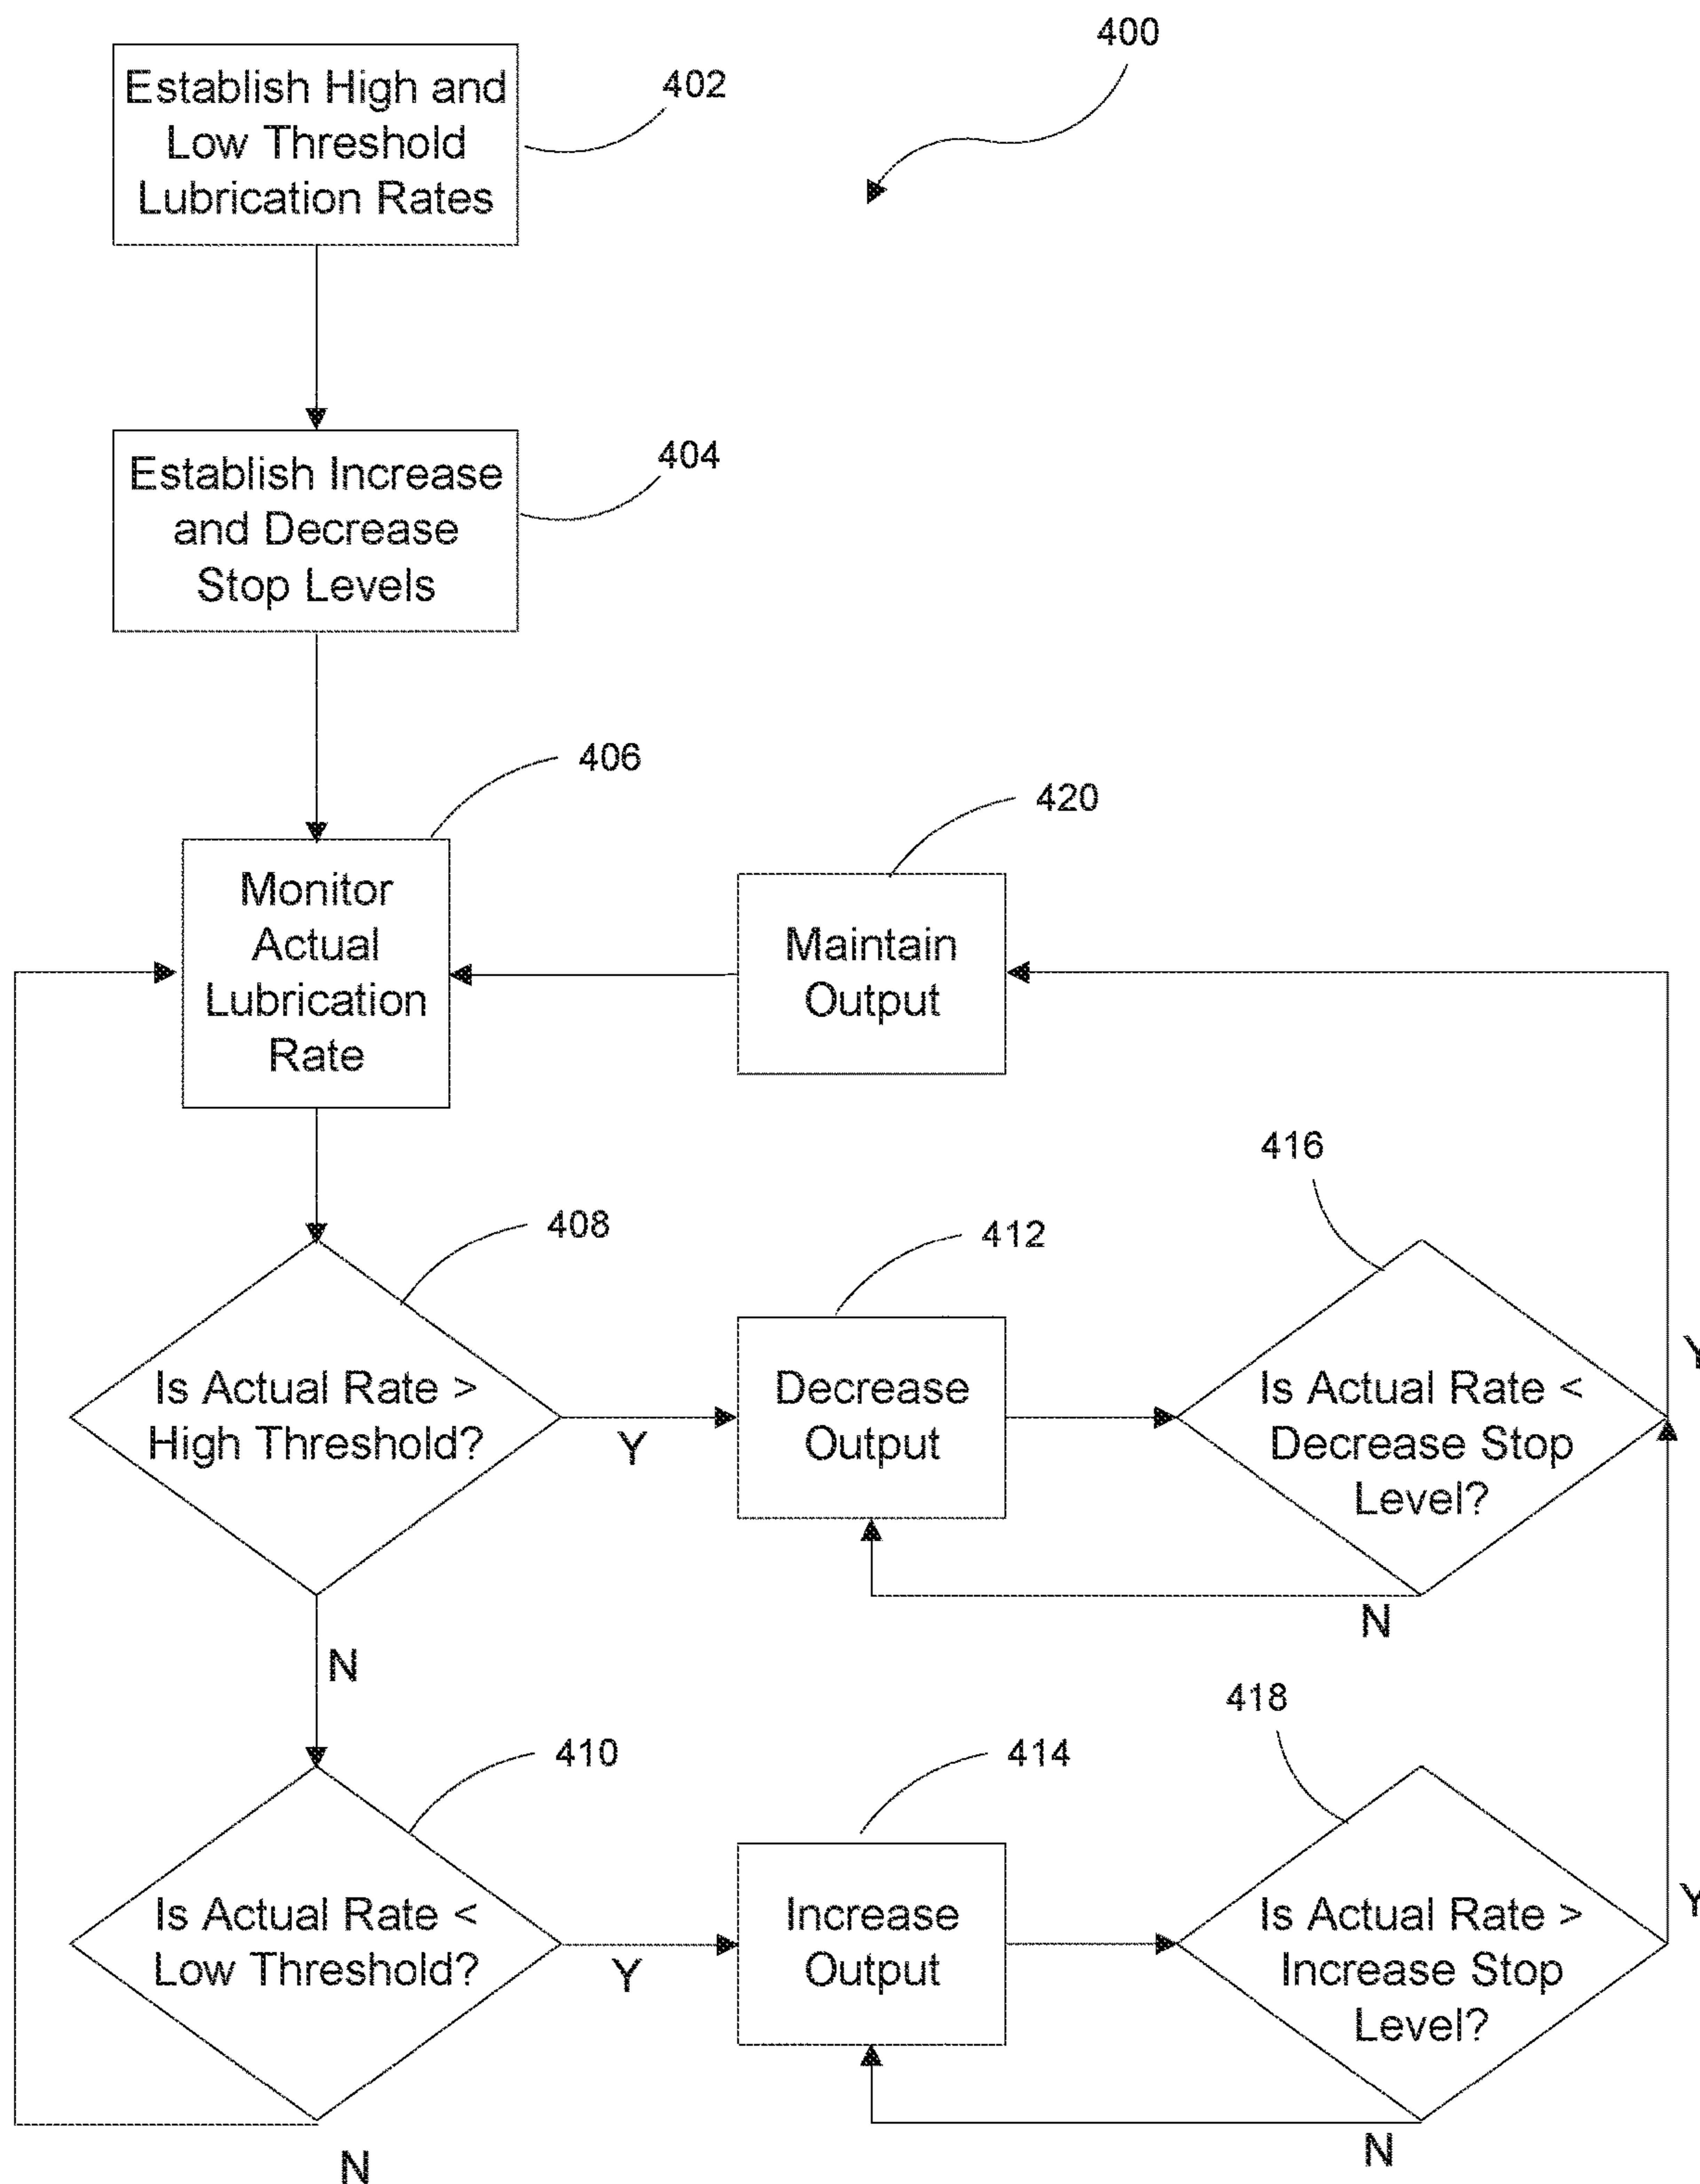 400
Establish High and
Low Threshold
Lubrication Rates
402
Establish Increase
and Decrease
Stop Levels
404
406
Monitor
Actual
Lubrication
Rate
420
Maintain
Output
408
Is Actual Rate >
High Threshold?
Y
N
412
Decrease
Output
416
Is Actual Rate <
Decrease Stop
Level?
Y
N
410
Is Actual Rate <
Low Threshold?
Y
N
414
Increase
Output
418
Is Actual Rate >
Increase Stop
Level?
Y
N